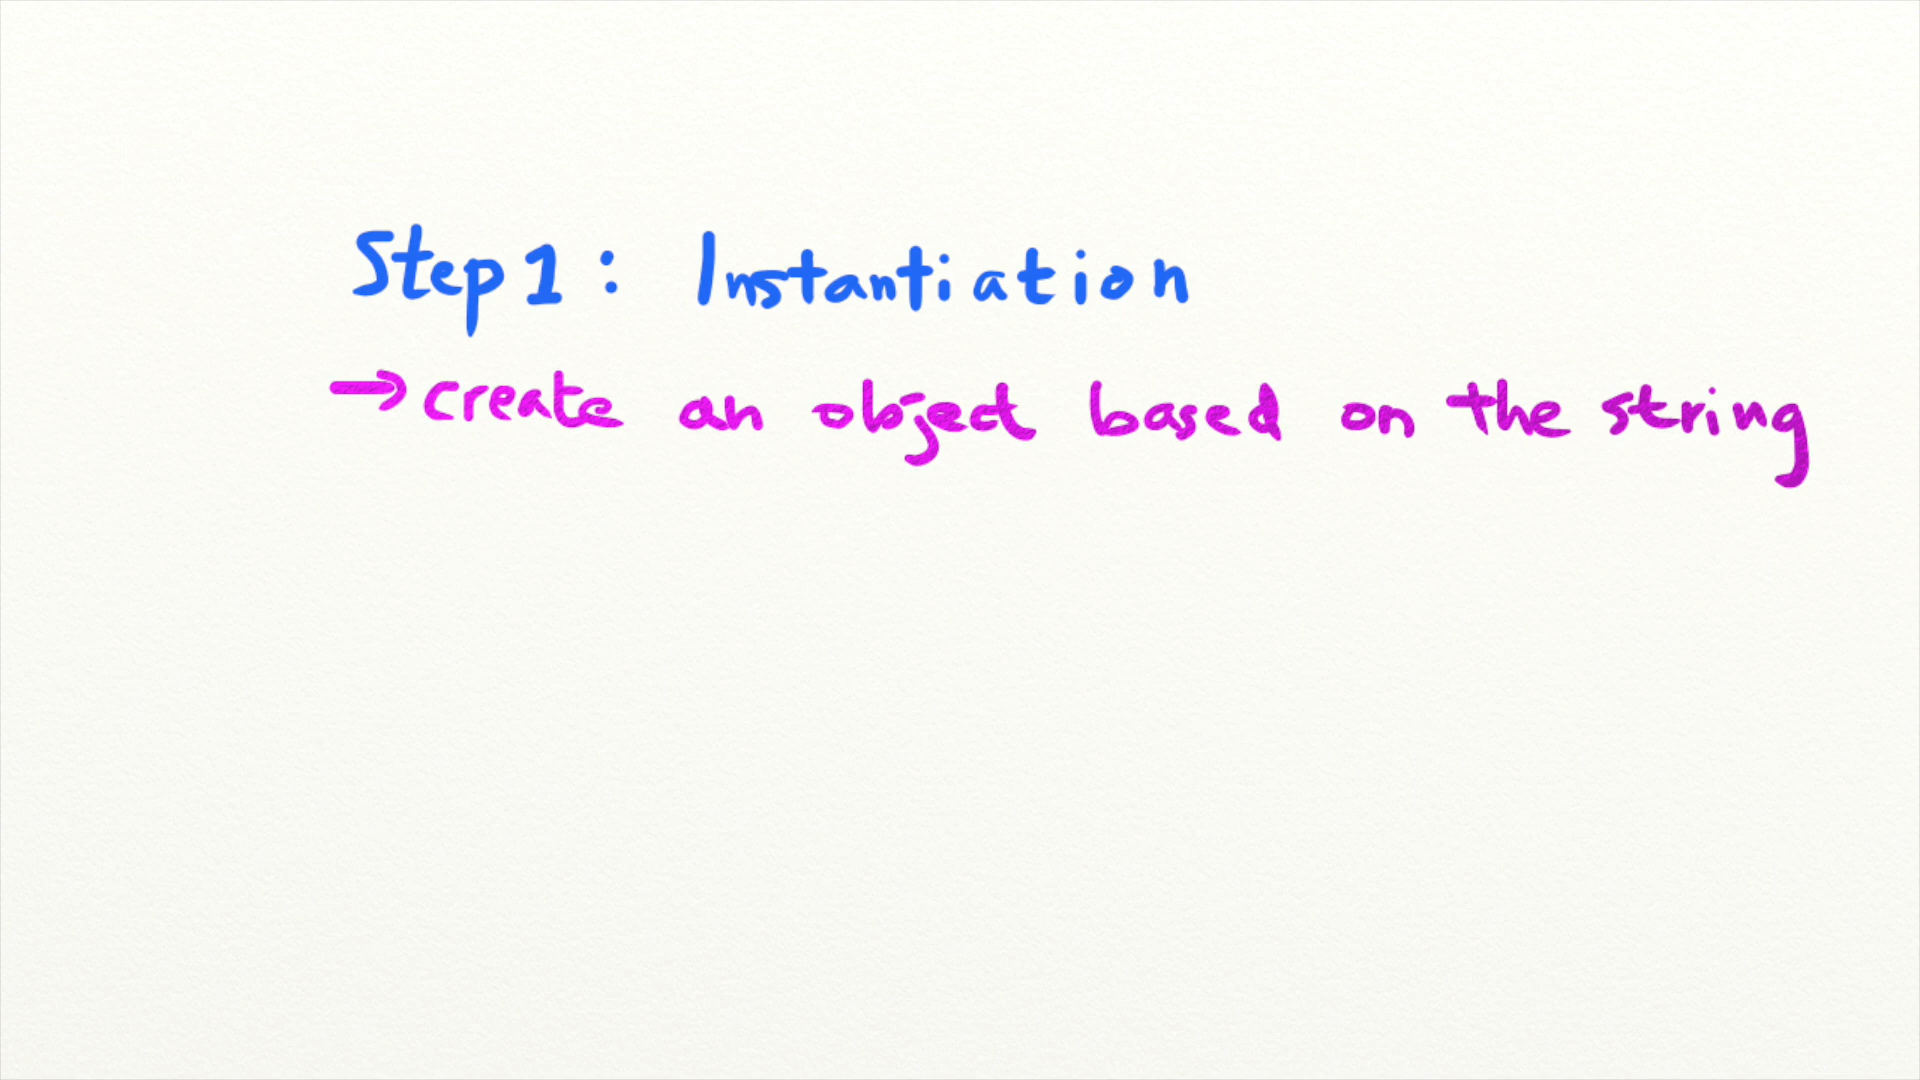 Step 1: Instantiation
→ create an object based on the string